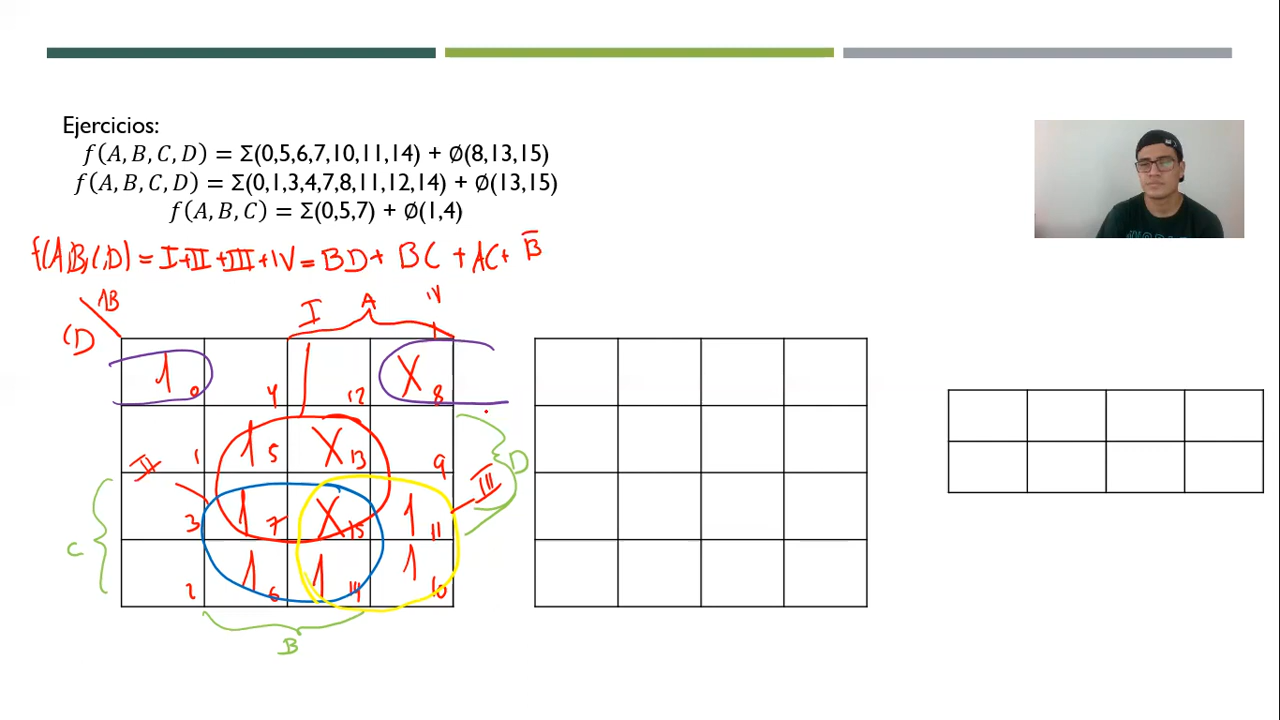 Ejercicios:
f(A,B,C,D) = Σ(0,5,6,7,10,11,14) + Ø(8,13,15)
f(A,B,C,D) = Σ(0,1,3,4,7,8,11,12,14) + Ø(13,15)
f(A,B,C) = Σ(0,5,7) + Ø(1,4)
f(A,B,C,D) = I+II+III+IV = BD+ BC + AC+ B̅
AB
I A IV
CD
1 0 4 12 X 8
1 1 5 X 13 9 D
II III
C 3 1 7 X 15 1 11
2 1 6 1 14 1 10
B